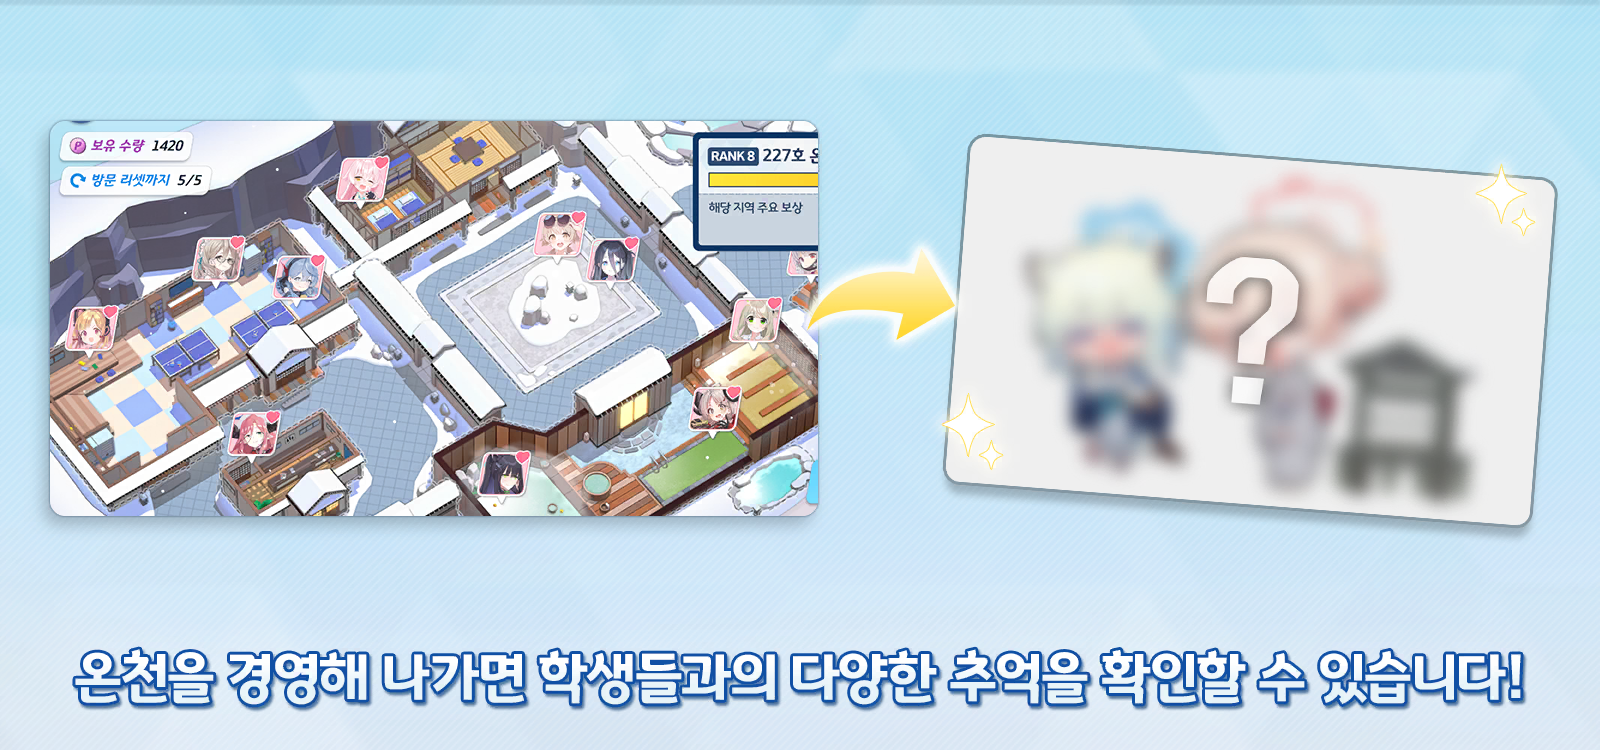 P 보유 수량 1420
방문 리셋까지 5/5
RANK 8 227호 온
해당 지역 주요 보상
?
온천을 경영해 나가면 학생들과의 다양한 추억을 확인할 수 있습니다!